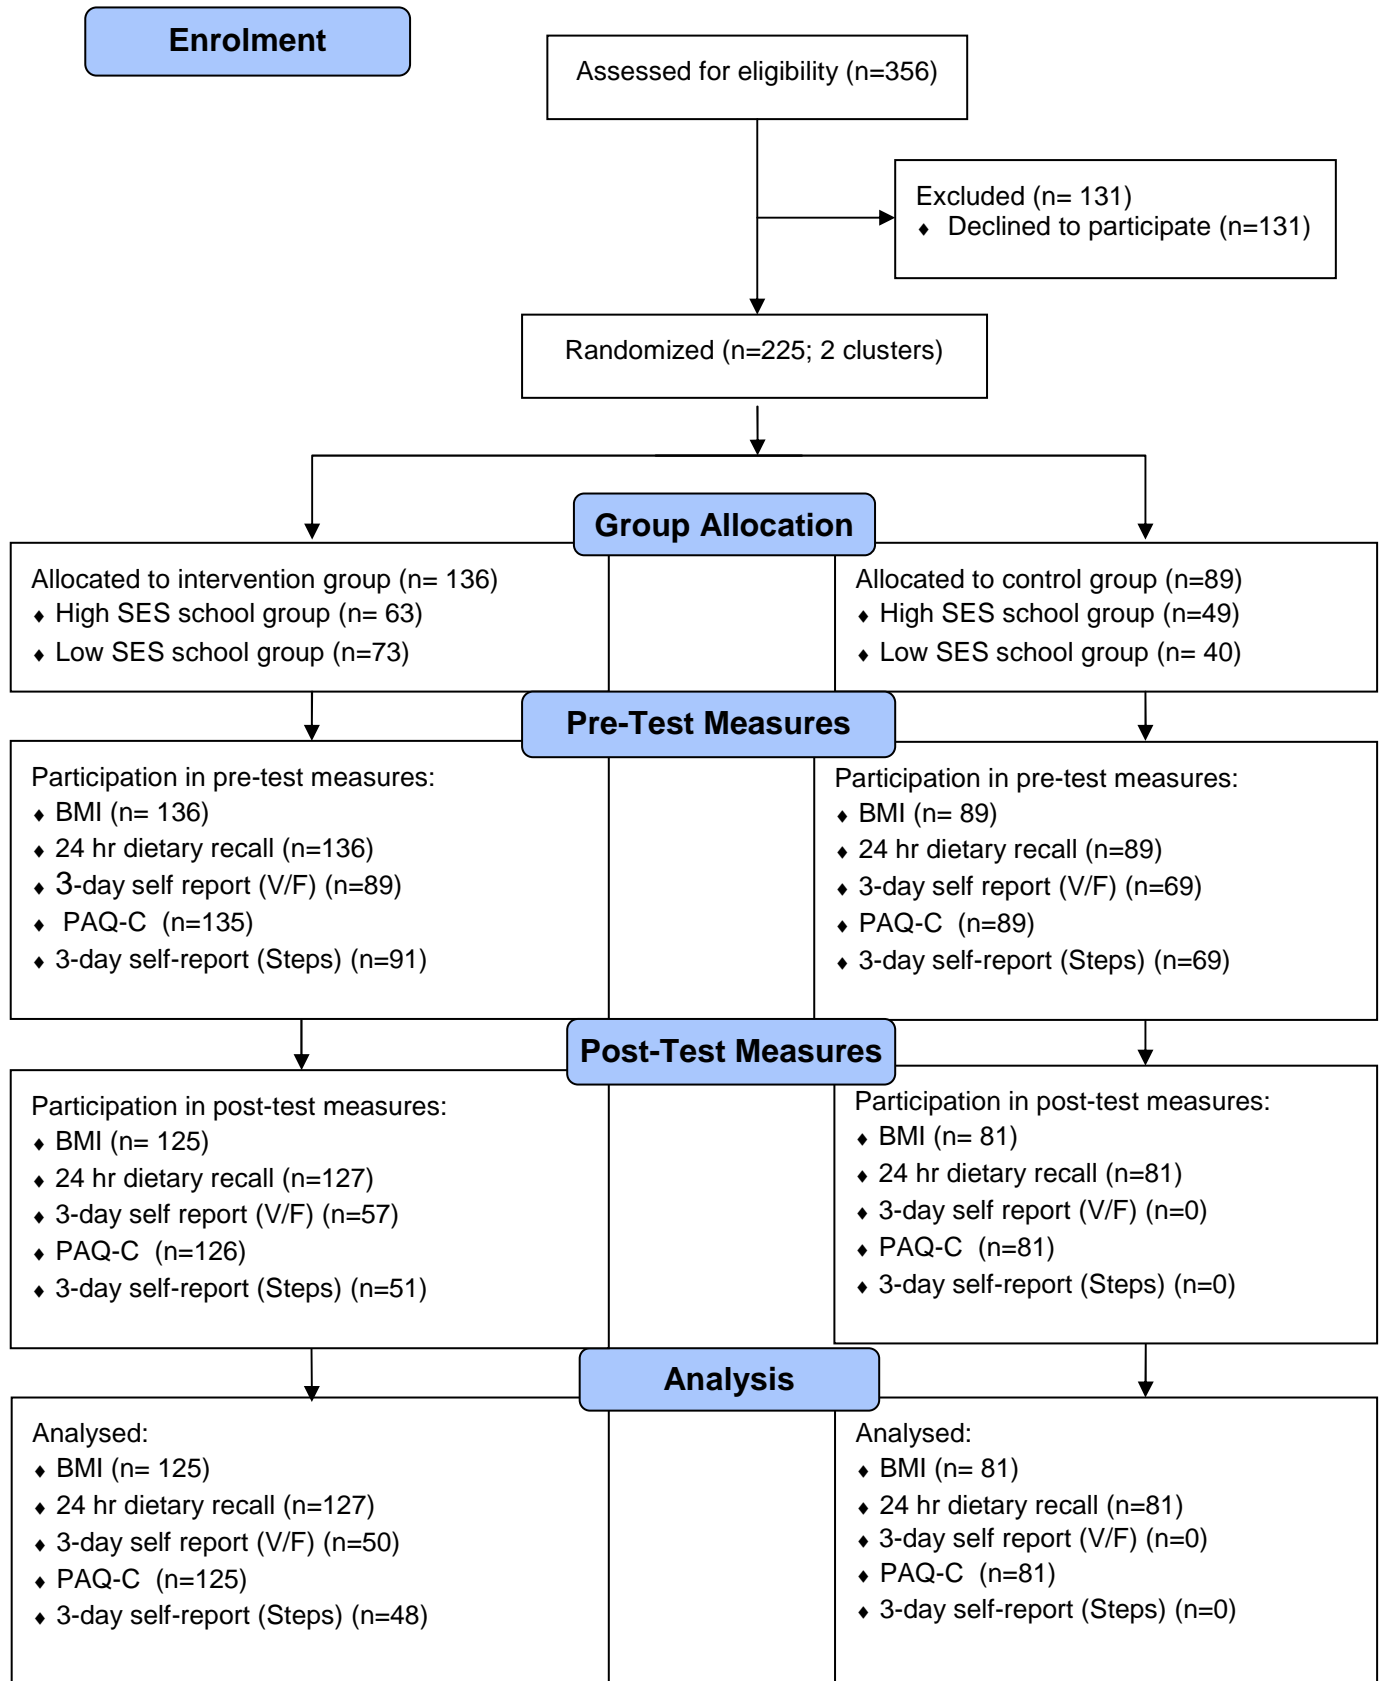 Enrolment
Assessed for eligibility (n=356)
Excluded (n= 131)
♦ Declined to participate (n=131)
Randomized (n=225; 2 clusters)
Group Allocation
Allocated to intervention group (n= 136)
♦ High SES school group (n= 63)
♦ Low SES school group (n=73)
Allocated to control group (n=89)
♦ High SES school group (n=49)
♦ Low SES school group (n= 40)
Pre-Test Measures
Participation in pre-test measures:
♦ BMI (n= 136)
♦ 24 hr dietary recall (n=136)
♦ 3-day self report (V/F) (n=89)
♦ PAQ-C (n=135)
♦ 3-day self-report (Steps) (n=91)
Participation in pre-test measures:
♦ BMI (n= 89)
♦ 24 hr dietary recall (n=89)
♦ 3-day self report (V/F) (n=69)
♦ PAQ-C (n=89)
♦ 3-day self-report (Steps) (n=69)
Post-Test Measures
Participation in post-test measures:
♦ BMI (n= 125)
♦ 24 hr dietary recall (n=127)
♦ 3-day self report (V/F) (n=57)
♦ PAQ-C (n=126)
♦ 3-day self-report (Steps) (n=51)
Participation in post-test measures:
♦ BMI (n= 81)
♦ 24 hr dietary recall (n=81)
♦ 3-day self report (V/F) (n=0)
♦ PAQ-C (n=81)
♦ 3-day self-report (Steps) (n=0)
Analysis
Analysed:
♦ BMI (n= 125)
♦ 24 hr dietary recall (n=127)
♦ 3-day self report (V/F) (n=50)
♦ PAQ-C (n=125)
♦ 3-day self-report (Steps) (n=48)
Analysed:
♦ BMI (n= 81)
♦ 24 hr dietary recall (n=81)
♦ 3-day self report (V/F) (n=0)
♦ PAQ-C (n=81)
♦ 3-day self-report (Steps) (n=0)